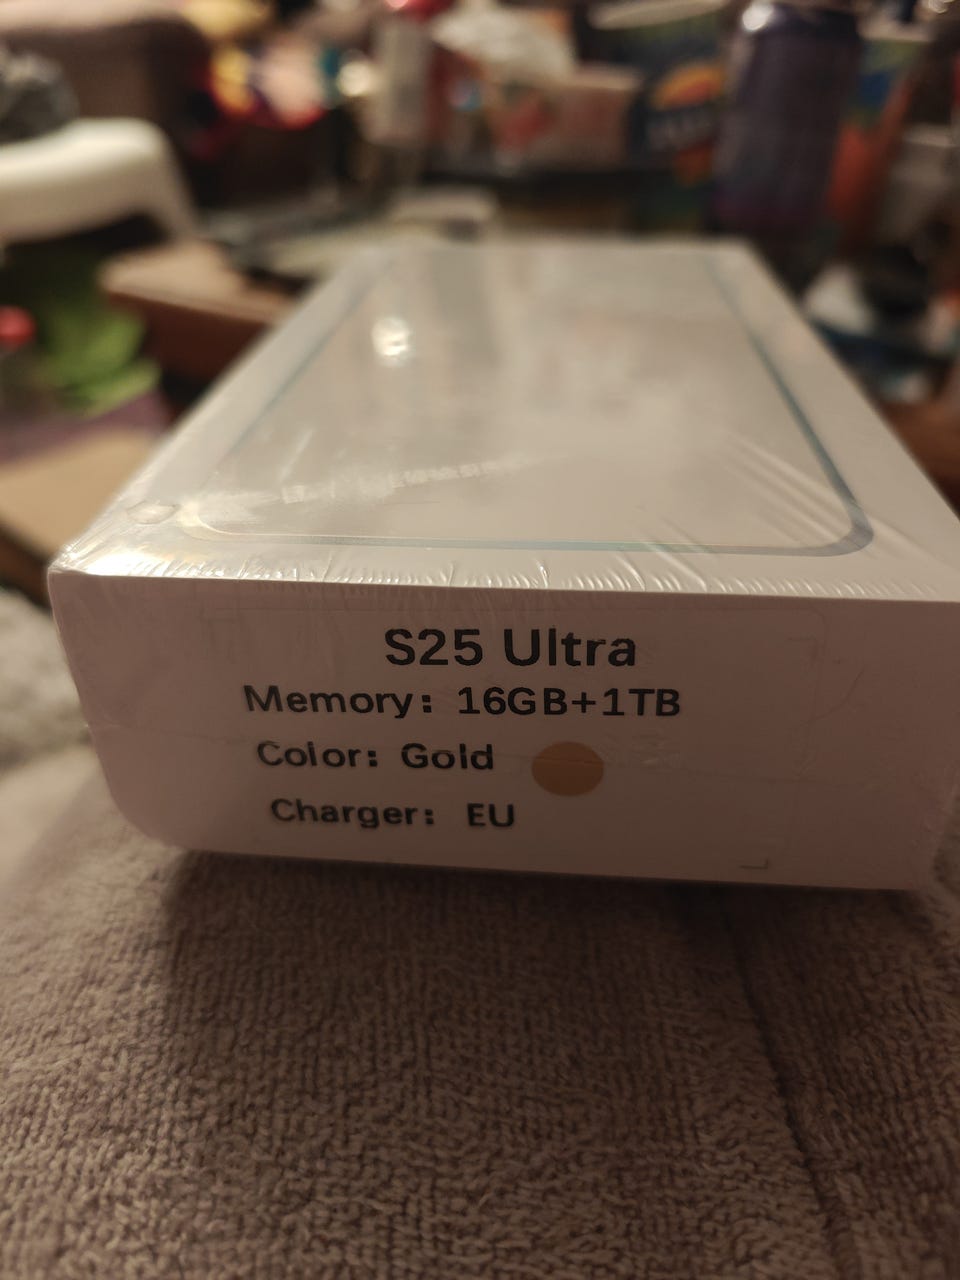 S25 Ultra
Memory: 16GB+1TB
Color: Gold
Charger: EU